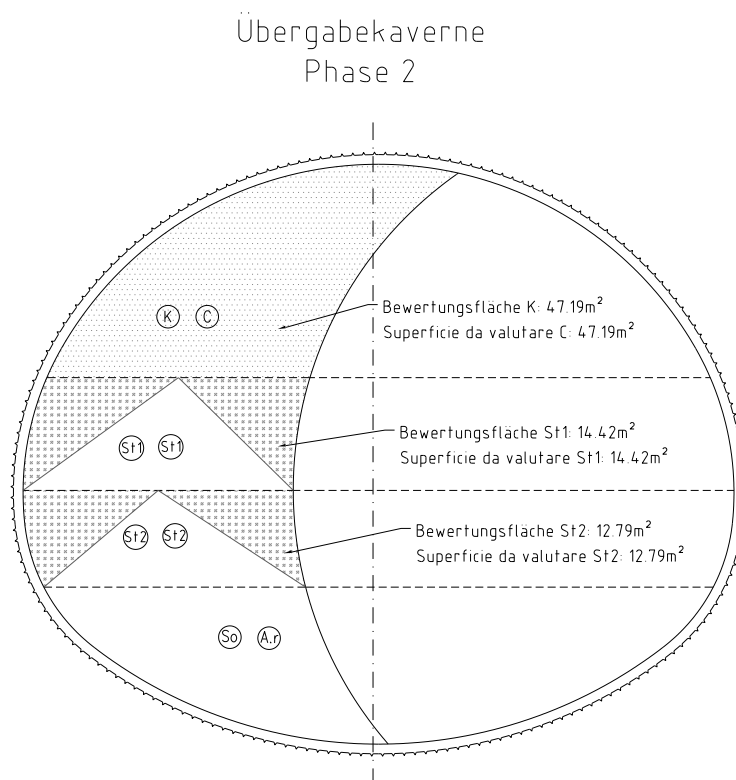 Übergabekaverne
Phase 2
K C
Bewertungsfläche K: 47.19m²
Superficie da valutare C: 47.19m²
St1 St1
Bewertungsfläche St1: 14.42m²
Superficie da valutare St1: 14.42m²
St2 St2
Bewertungsfläche St2: 12.79m²
Superficie da valutare St2: 12.79m²
So A.r